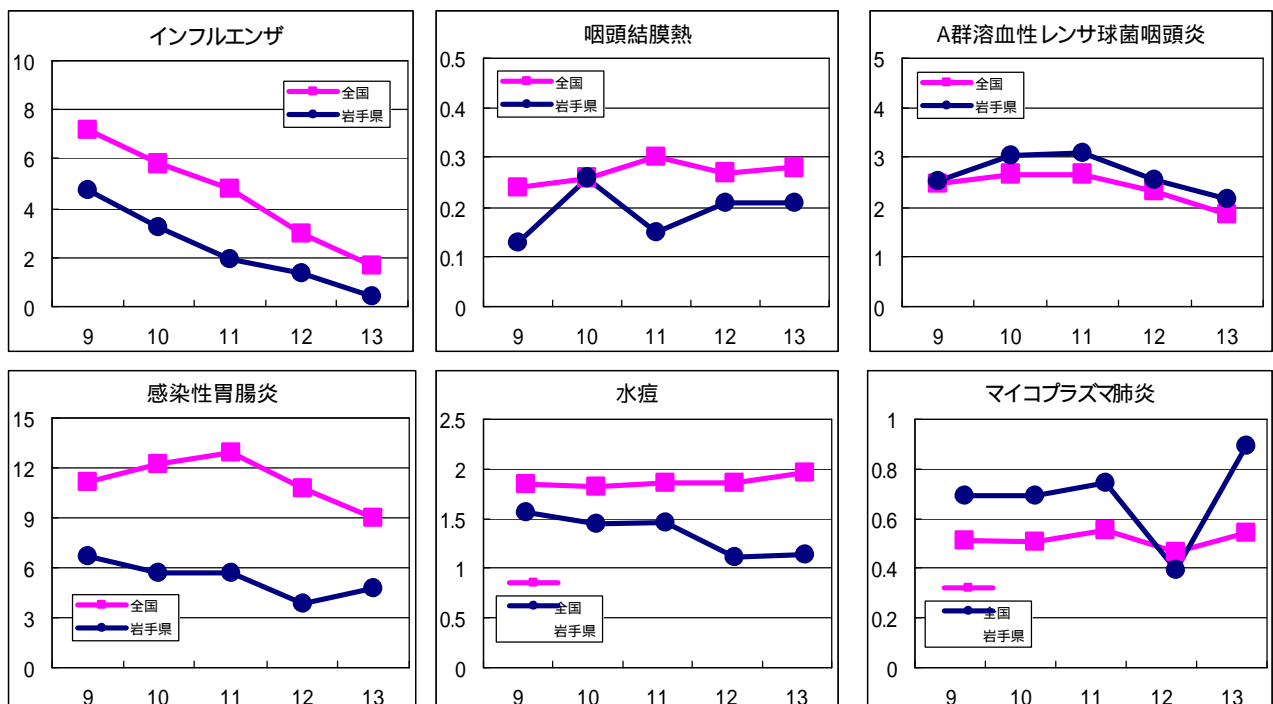 インフルエンザ
10
8
6
4
2
0
全国
岩手県
9 10 11 12 13
咽頭結膜熱
0.5
0.4
0.3
0.2
0.1
0
全国
岩手県
9 10 11 12 13
A群溶血性レンサ球菌咽頭炎
5
4
3
2
1
0
全国
岩手県
9 10 11 12 13
感染性胃腸炎
15
12
9
6
3
0
全国
岩手県
9 10 11 12 13
水痘
2.5
2
1.5
1
0.5
0
全国
岩手県
9 10 11 12 13
マイコプラズマ肺炎
1
0.8
0.6
0.4
0.2
0
全国
岩手県
9 10 11 12 13